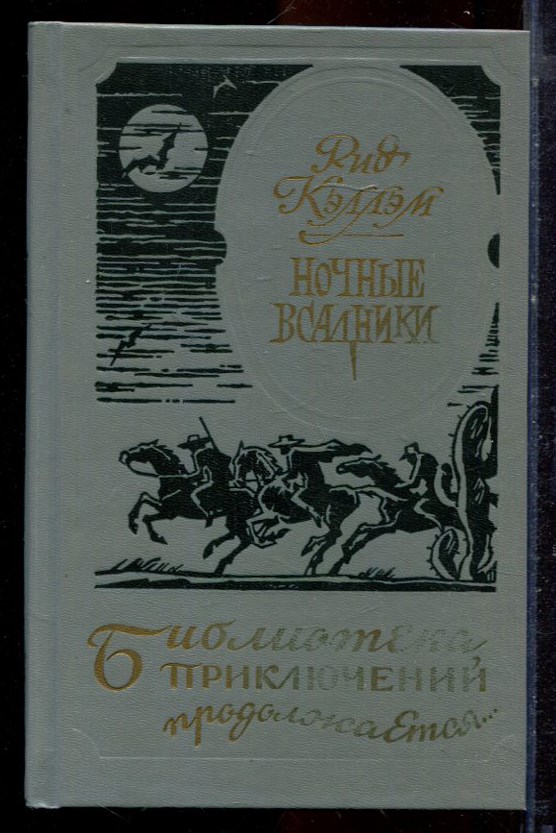 Рид
Кэллэм
НОЧНЫЕ
ВСАДНИКИ
Библиотека
ПРИКЛЮЧЕНИЙ
продолжается...